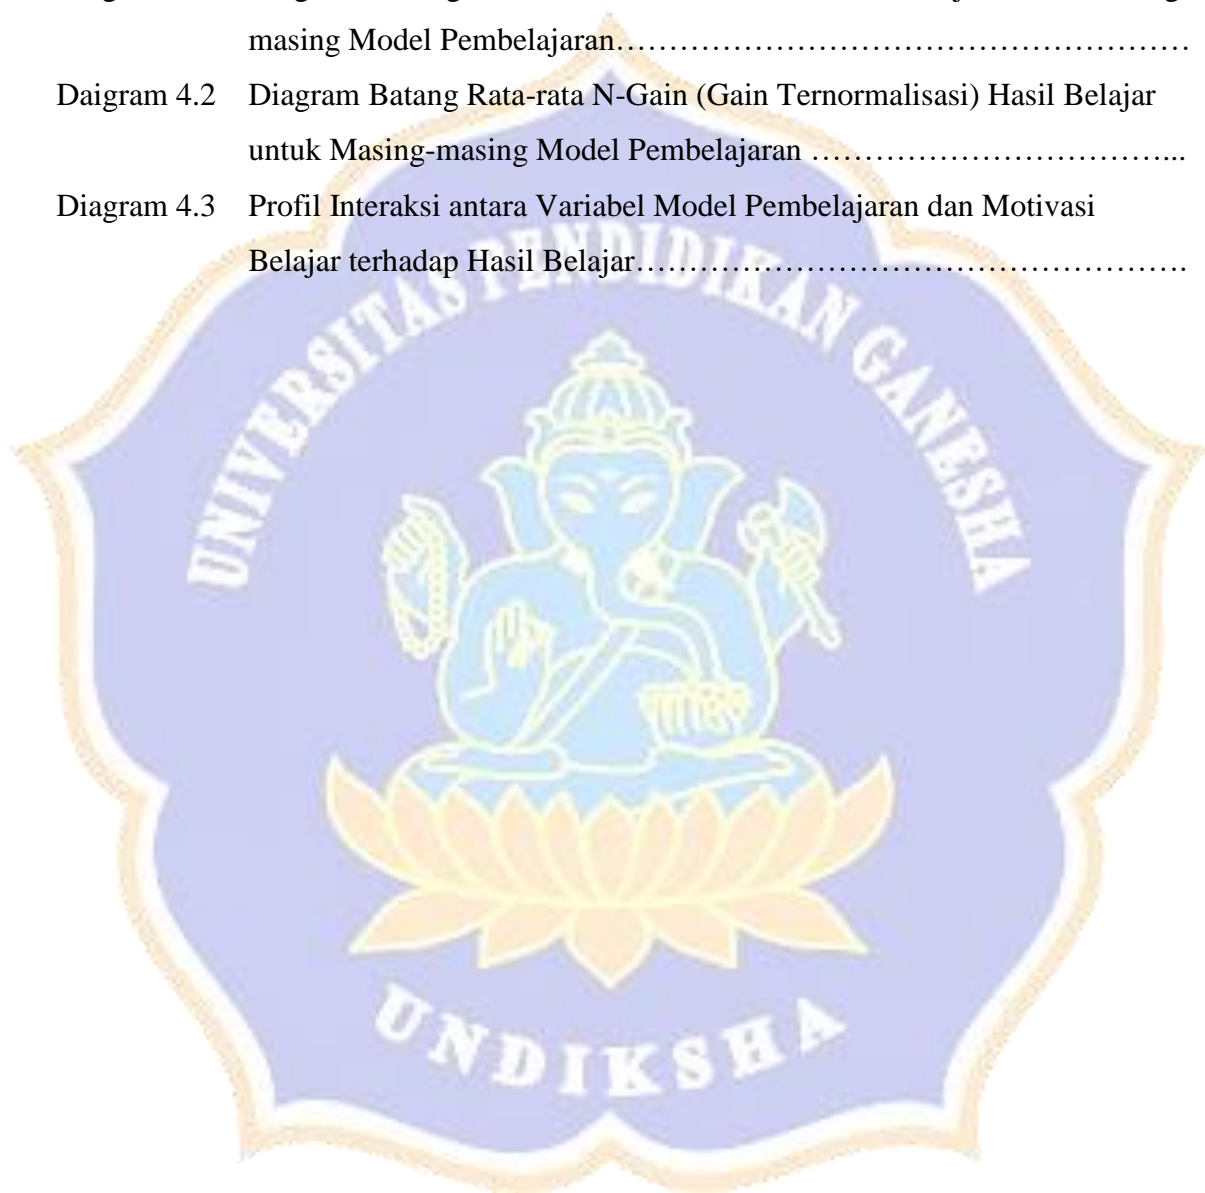 masing Model Pembelajaran………………………………………………
Daigram 4.2 Diagram Batang Rata-rata N-Gain (Gain Ternormalisasi) Hasil Belajar
untuk Masing-masing Model Pembelajaran ……………………………...
Diagram 4.3 Profil Interaksi antara Variabel Model Pembelajaran dan Motivasi
Belajar terhadap Hasil Belajar…………………………………………….
UNIVERSITAS PENDIDIKAN GANESHA
UNDIKSHA